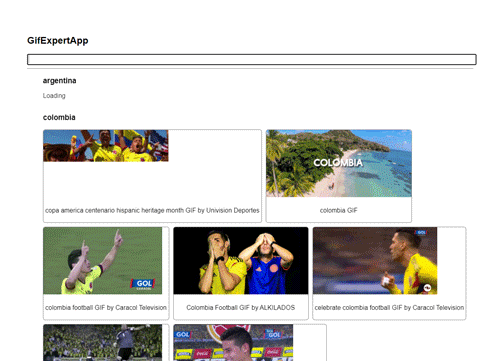 GifExpertApp
argentina
Loading
colombia
COLOMBIA
copa america centenario hispanic heritage month GIF by Univision Deportes
colombia GIF
GOL
GOL
colombia football GIF by Caracol Television
Colombia Football GIF by ALKILADOS
celebrate colombia football GIF by Caracol Television
GOL